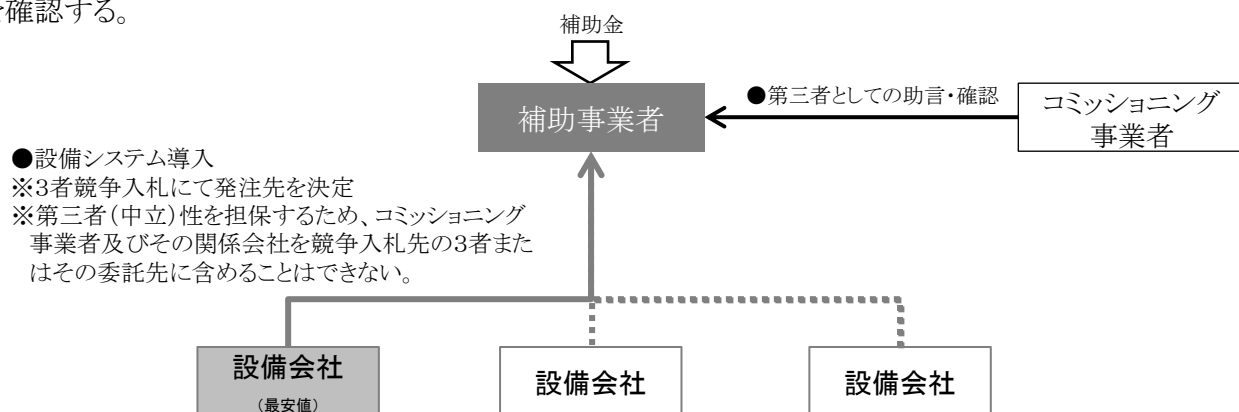 を確認する。
補助金
補助事業者
●第三者としての助言・確認
コミッショニング
事業者
●設備システム導入
※3者競争入札にて発注先を決定
※第三者(中立)性を担保するため、コミッショニング
事業者及びその関係会社を競争入札先の3者また
はその委託先に含めることはできない。
設備会社
(最安値)
設備会社
設備会社